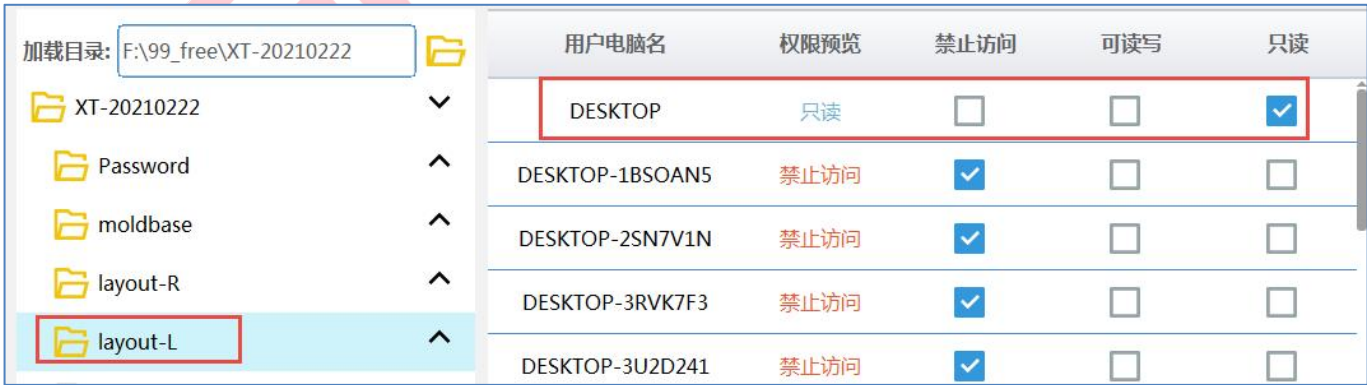 加载目录: F:\99_free\XT-20210222
XT-20210222
Password
moldbase
layout-R
layout-L
用户电脑名 权限预览 禁止访问 可读写 只读
DESKTOP 只读
DESKTOP-1BSOAN5 禁止访问
DESKTOP-2SN7V1N 禁止访问
DESKTOP-3RVK7F3 禁止访问
DESKTOP-3U2D241 禁止访问